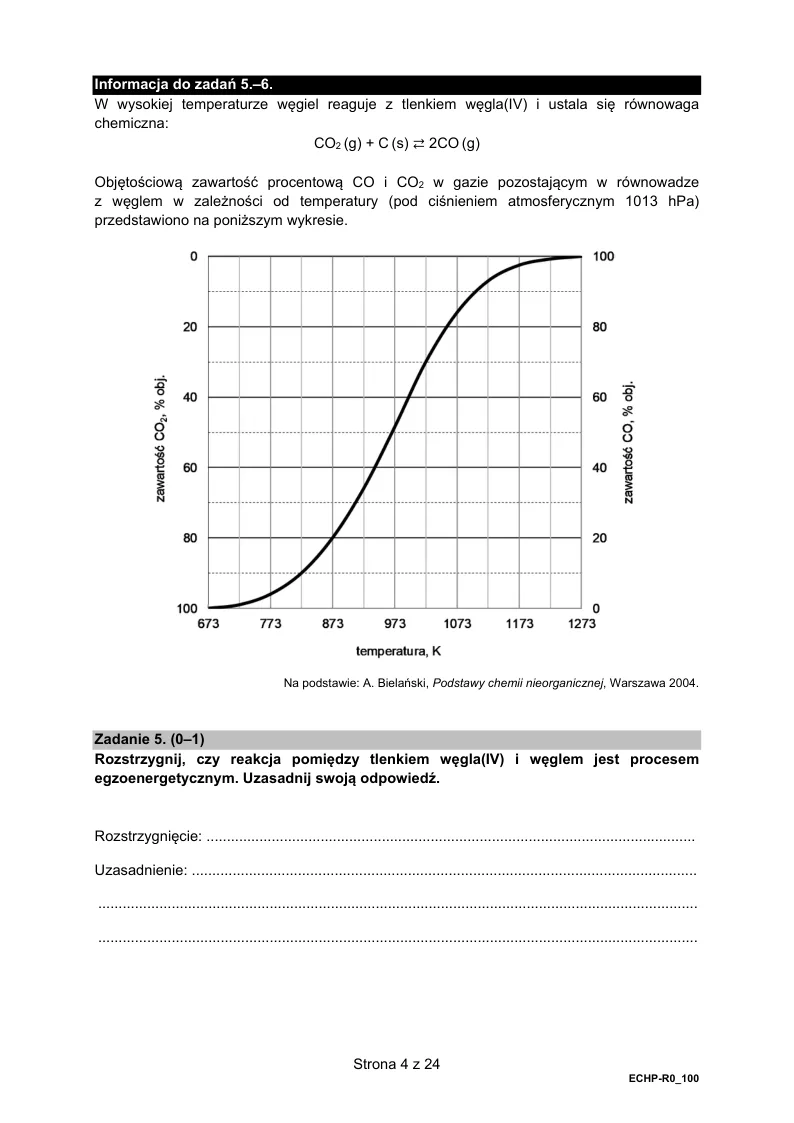 Informacja do zadań 5.–6.
W wysokiej temperaturze węgiel reaguje z tlenkiem węgla(IV) i ustala się równowaga
chemiczna:
CO₂ (g) + C (s) ⇄ 2CO (g)
Objętościową zawartość procentową CO i CO₂ w gazie pozostającym w równowadze
z węglem w zależności od temperatury (pod ciśnieniem atmosferycznym 1013 hPa)
przedstawiono na poniższym wykresie.
0
20
40
60
80
100
zawartość CO₂, % obj.
100
80
60
40
20
0
zawartość CO, % obj.
673 773 873 973 1073 1173 1273
temperatura, K
Na podstawie: A. Bielański, Podstawy chemii nieorganicznej, Warszawa 2004.
Zadanie 5. (0–1)
Rozstrzygnij, czy reakcja pomiędzy tlenkiem węgla(IV) i węglem jest procesem
egzoenergetycznym. Uzasadnij swoją odpowiedź.
Rozstrzygnięcie: ........................................................................................................................
Uzasadnienie: ............................................................................................................................
...................................................................................................................................................
...................................................................................................................................................
Strona 4 z 24
ECHP-R0_100